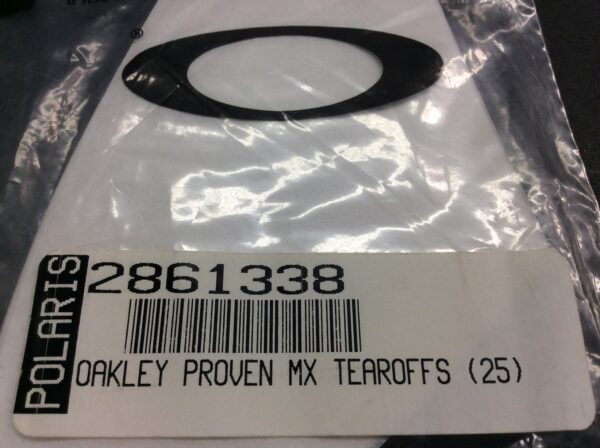 ®
POLARIS
2861338
OAKLEY PROVEN MX TEAROFFS (25)